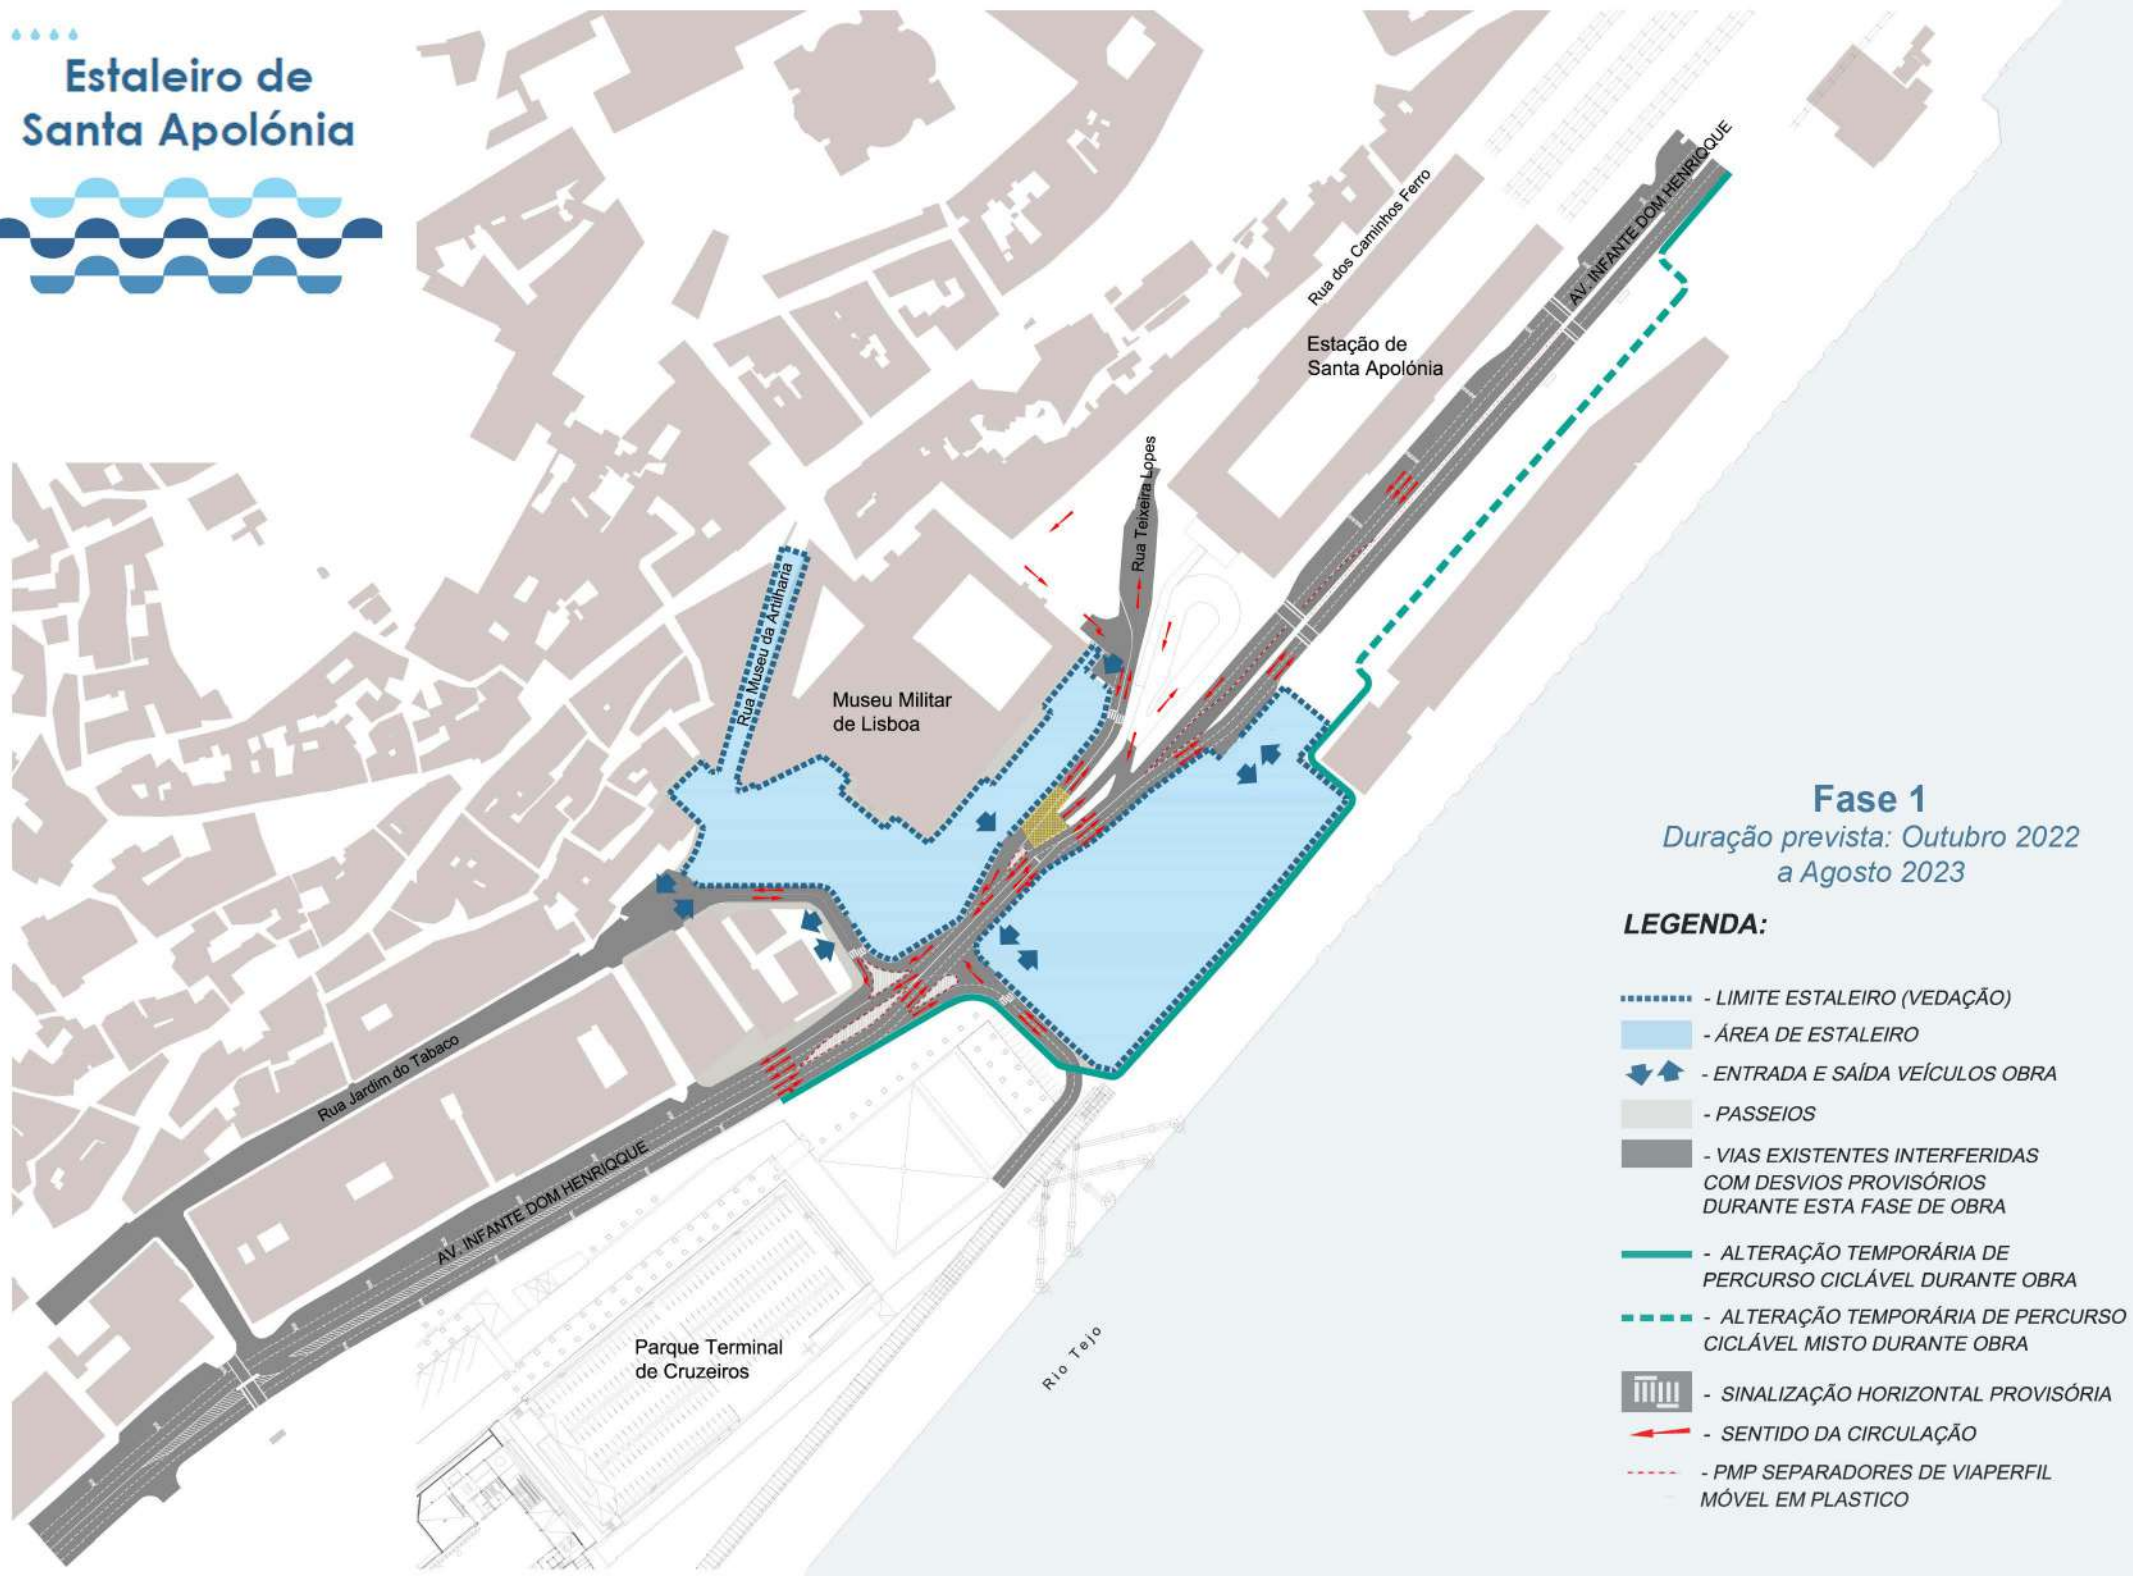 Estaleiro de
Santa Apolónia
AV. INFANTE DOM HENRIQQUE
Rua dos Caminhos Ferro
Estação de
Santa Apolónia
Rua Teixeira Lopes
Rua Museu da Artilharia
Museu Militar
de Lisboa
Rua Jardim do Tabaco
AV. INFANTE DOM HENRIQQUE
Parque Terminal
de Cruzeiros
Rio Tejo
Fase 1
Duração prevista: Outubro 2022
a Agosto 2023
LEGENDA:
- LIMITE ESTALEIRO (VEDAÇÃO)
- ÁREA DE ESTALEIRO
- ENTRADA E SAÍDA VEÍCULOS OBRA
- PASSEIOS
- VIAS EXISTENTES INTERFERIDAS
COM DESVIOS PROVISÓRIOS
DURANTE ESTA FASE DE OBRA
- ALTERAÇÃO TEMPORÁRIA DE
PERCURSO CICLÁVEL DURANTE OBRA
- ALTERAÇÃO TEMPORÁRIA DE PERCURSO
CICLÁVEL MISTO DURANTE OBRA
- SINALIZAÇÃO HORIZONTAL PROVISÓRIA
- SENTIDO DA CIRCULAÇÃO
- PMP SEPARADORES DE VIAPERFIL
MÓVEL EM PLASTICO